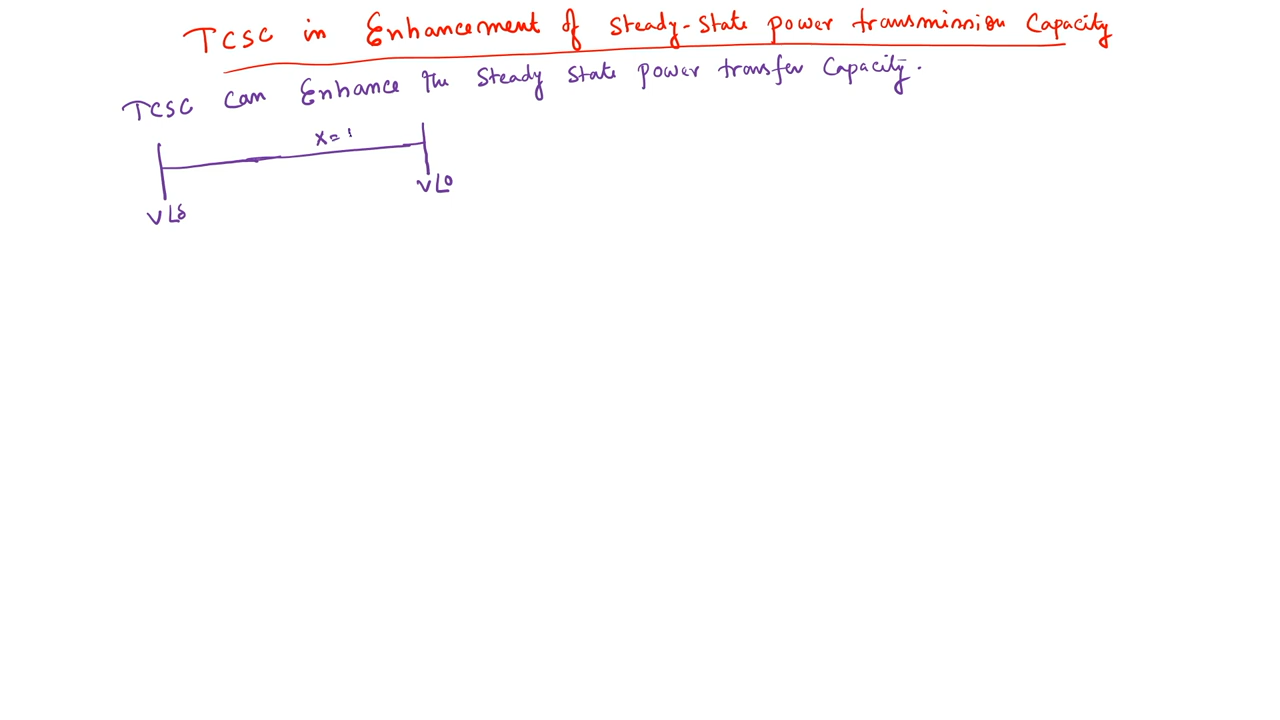 TCSC in Enhancement of Steady-State power transmission Capacity
TCSC can Enhance the Steady State power transfer Capacity.
X = 1
V∠δ
V∠0